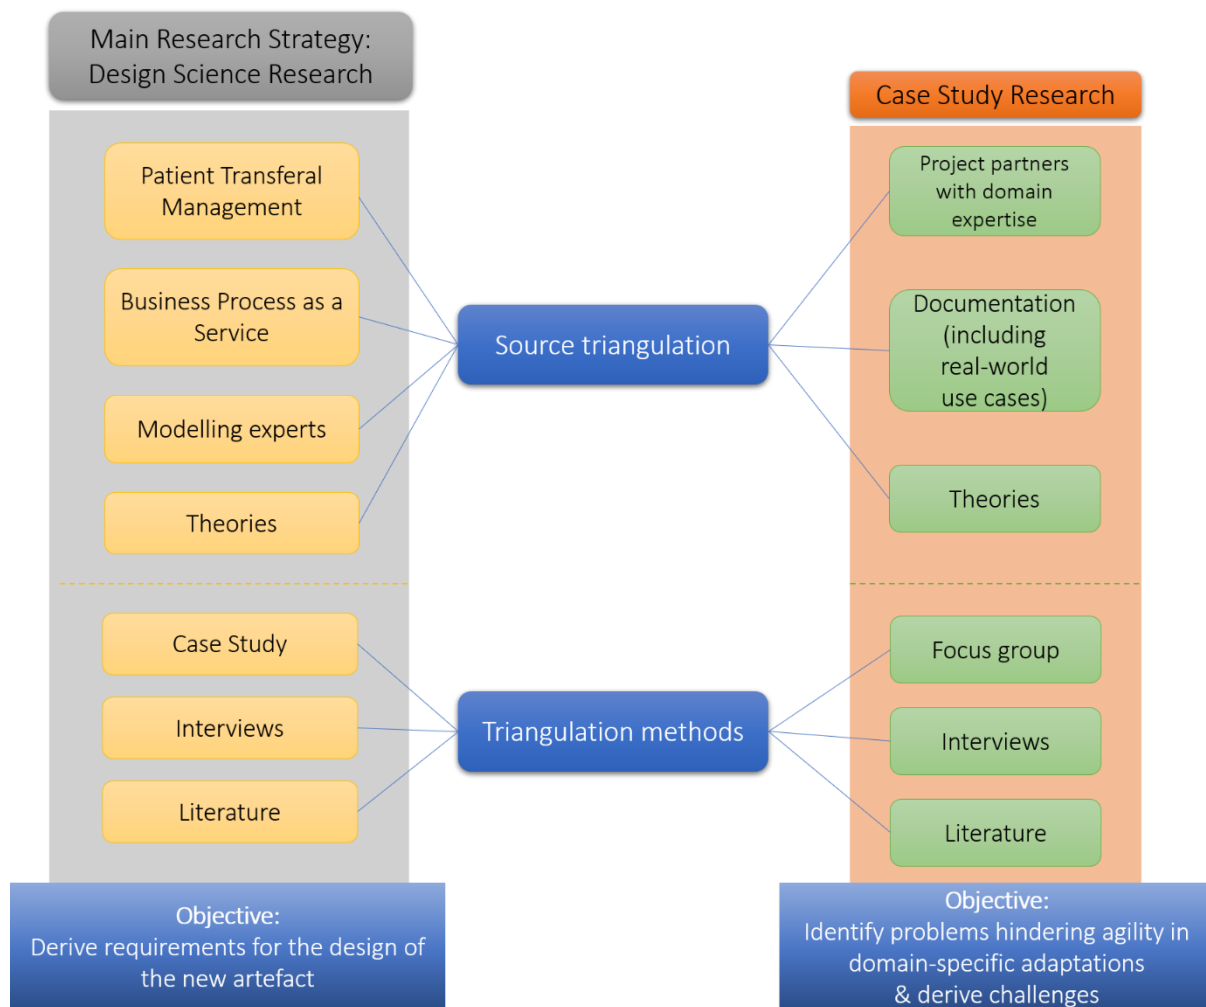 Main Research Strategy:
Design Science Research
Patient Transferal
Management
Business Process as a
Service
Modelling experts
Theories
Case Study
Interviews
Literature
Objective:
Derive requirements for the design of
the new artefact
Source triangulation
Triangulation methods
Case Study Research
Project partners
with domain
expertise
Documentation
(including
real-world
use cases)
Theories
Focus group
Interviews
Literature
Objective:
Identify problems hindering agility in
domain-specific adaptations
& derive challenges